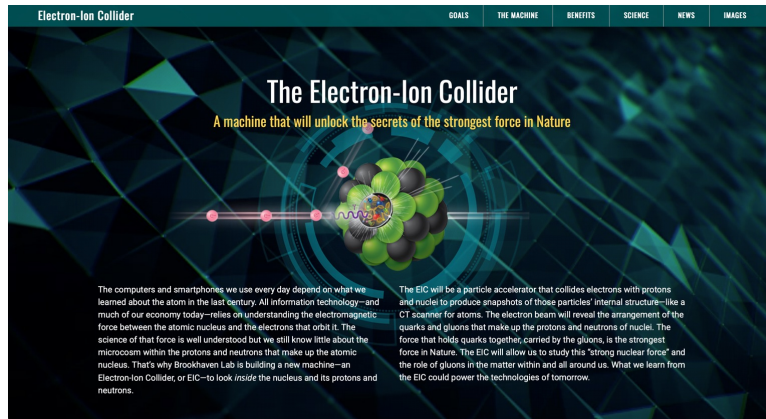 Electron-Ion Collider
GOALS
THE MACHINE
BENEFITS
SCIENCE
NEWS
IMAGES
The Electron-Ion Collider
A machine that will unlock the secrets of the strongest force in Nature
The computers and smartphones we use every day depend on what we
learned about the atom in the last century. All information technology—and
much of our economy today—relies on understanding the electromagnetic
force between the atomic nucleus and the electrons that orbit it. The
science of that force is well understood but we still know little about the
microcosm within the protons and neutrons that make up the atomic
nucleus. That's why Brookhaven Lab is building a new machine—an
Electron-Ion Collider, or EIC—to look inside the nucleus and its protons and
neutrons.
The EIC will be a particle accelerator that collides electrons with protons
and nuclei to produce snapshots of those particles' internal structure—like a
CT scanner for atoms. The electron beam will reveal the arrangement of the
quarks and gluons that make up the protons and neutrons of nuclei. The
force that holds quarks together, carried by the gluons, is the strongest
force in Nature. The EIC will allow us to study this "strong nuclear force" and
the role of gluons in the matter within and all around us. What we learn from
the EIC could power the technologies of tomorrow.